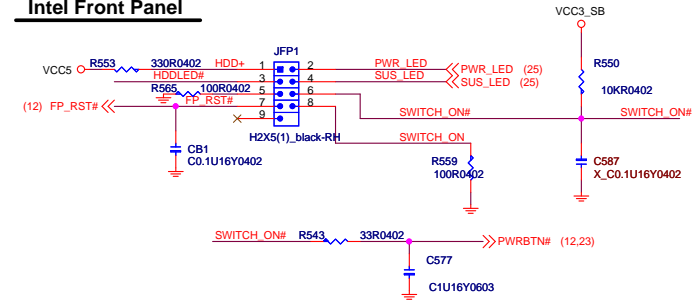 Intel Front Panel
VCC3_SB
JFP1
VCC5 R553 330R0402 HDD+ 1 2 PWR_LED PWR_LED (25)
HDDLED# 3 4 SUS_LED SUS_LED (25)
R550
10KR0402
R565 100R0402 5 6
(12) FP_RST# FP_RST# 7 8 SWITCH_ON# SWITCH_ON#
9
H2X5(1)_black-RH SWITCH_ON
CB1
C0.1U16Y0402
R559
100R0402
C587
X_C0.1U16Y0402
SWITCH_ON# R543 33R0402 PWRBTN# (12,23)
C577
C1U16Y0603